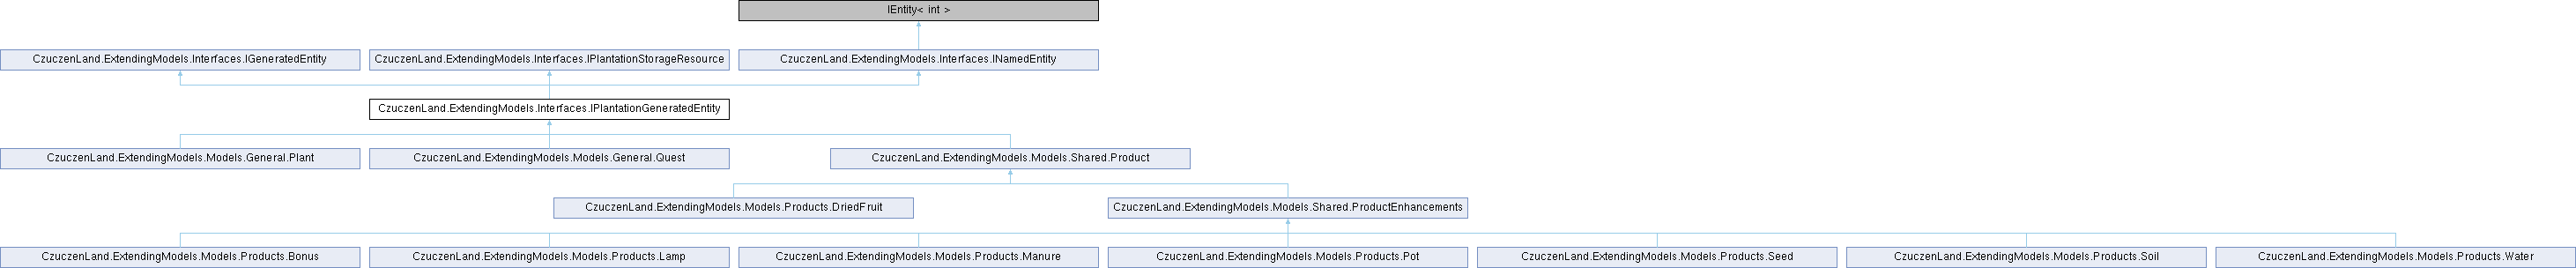 IEntity< int >
CzuczenLand.ExtendingModels.Interfaces.IGeneratedEntity
CzuczenLand.ExtendingModels.Interfaces.IPlantationStorageResource
CzuczenLand.ExtendingModels.Interfaces.INamedEntity
CzuczenLand.ExtendingModels.Interfaces.IPlantationGeneratedEntity
CzuczenLand.ExtendingModels.Models.General.Plant
CzuczenLand.ExtendingModels.Models.General.Quest
CzuczenLand.ExtendingModels.Models.Shared.Product
CzuczenLand.ExtendingModels.Models.Products.DriedFruit
CzuczenLand.ExtendingModels.Models.Shared.ProductEnhancements
CzuczenLand.ExtendingModels.Models.Products.Bonus
CzuczenLand.ExtendingModels.Models.Products.Lamp
CzuczenLand.ExtendingModels.Models.Products.Manure
CzuczenLand.ExtendingModels.Models.Products.Pot
CzuczenLand.ExtendingModels.Models.Products.Seed
CzuczenLand.ExtendingModels.Models.Products.Soil
CzuczenLand.ExtendingModels.Models.Products.Water